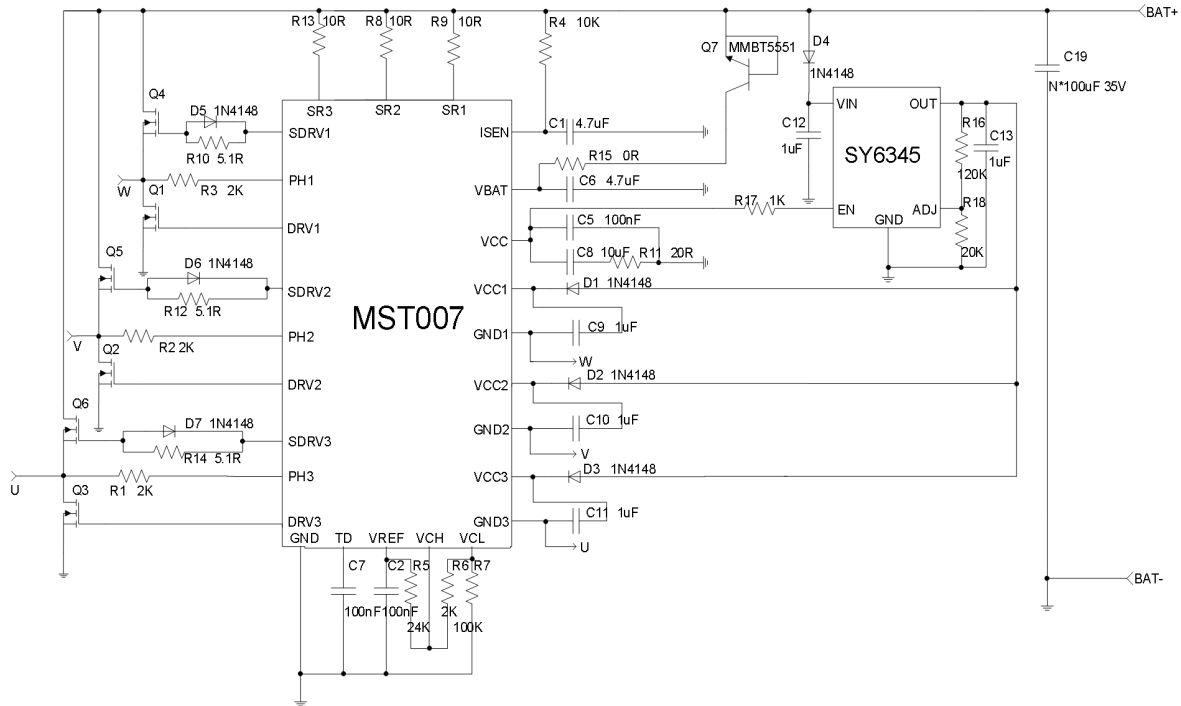 R13 10R
R8 10R
R9 10R
R4 10K
BAT+
Q7 MMBT5551
D4
1N4148
C19
N*100uF 35V
Q4
D5 1N4148
R10 5.1R
SR3
SR2
SR1
SDRV1
ISEN
C1 4.7uF
VIN
OUT
C12
1uF
SY6345
R16
120K
C13
1uF
R15 0R
W
Q1
R3 2K
PH1
VBAT
C6 4.7uF
R17 1K
EN
ADJ
GND
R18
20K
DRV1
VCC
C5 100nF
C8 10uF R11 20R
Q5
D6 1N4148
R12 5.1R
SDRV2
VCC1
D1 1N4148
MST007
GND1
C9 1uF
W
V
R2 2K
PH2
Q2
DRV2
VCC2
D2 1N4148
Q6
D7 1N4148
R14 5.1R
SDRV3
GND2
C10 1uF
V
U
R1 2K
PH3
VCC3
D3 1N4148
Q3
DRV3
GND3
C11 1uF
U
GND
TD
VREF
VCH
VCL
C7
100nF
C2
100nF
R5
24K
R6
2K
R7
100K
BAT-